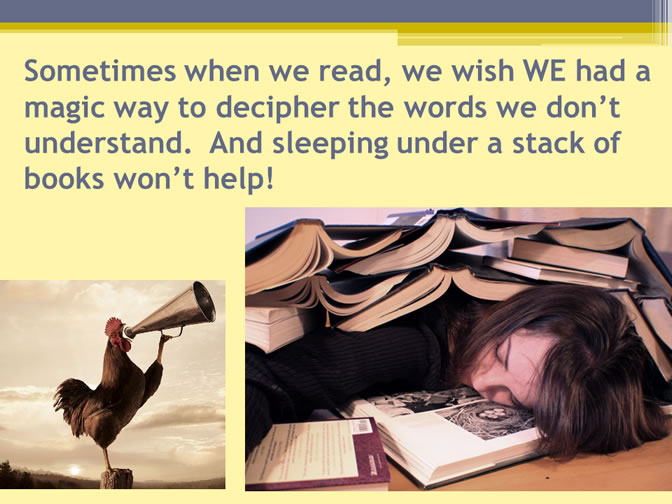 Sometimes when we read, we wish WE had a
magic way to decipher the words we don't
understand.  And sleeping under a stack of
books won't help!